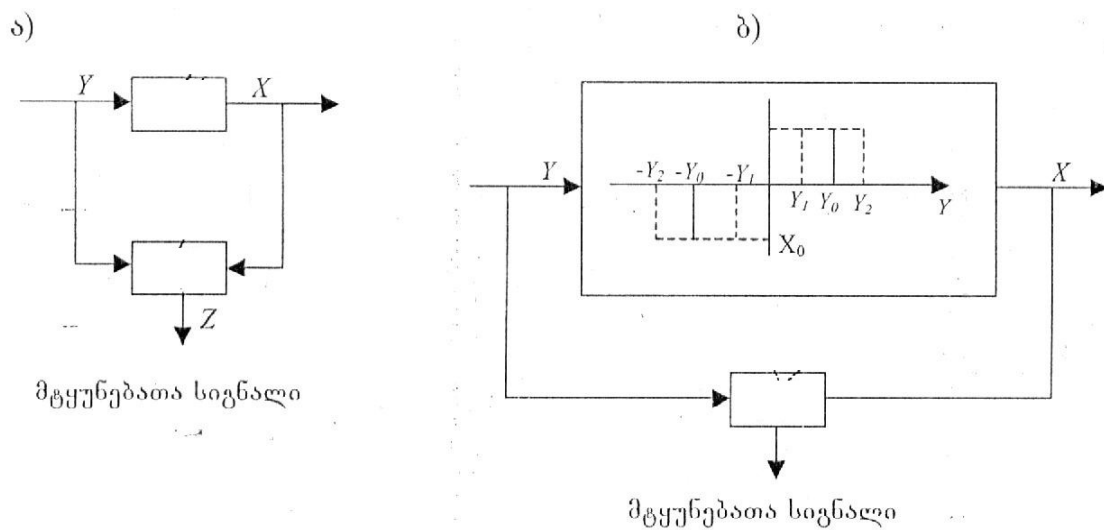 ა)
Y
X
Z
მტყუნებათა სიგნალი
ბ)
Y
X
-Y₂ -Y₀ -Y₁
Y₁ Y₀ Y₂
Y
X₀
მტყუნებათა სიგნალი